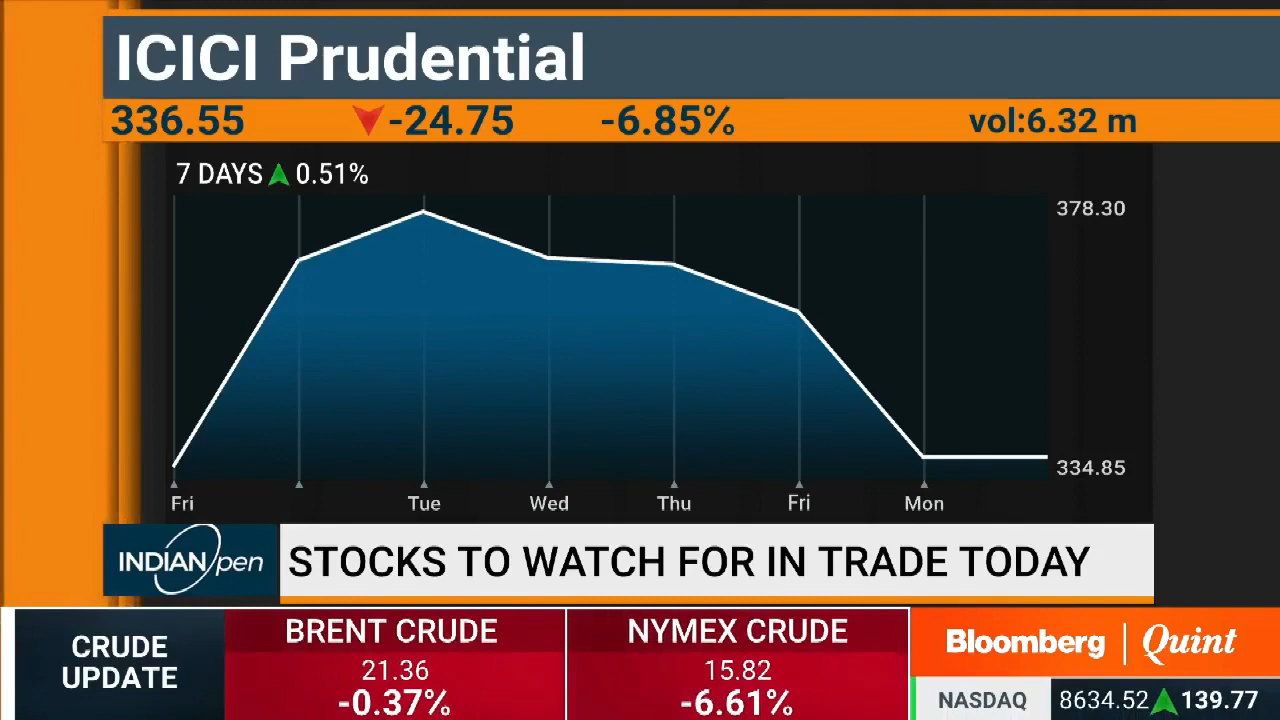 ICICI Prudential
336.55 -24.75 -6.85% vol:6.32 m
7 DAYS 0.51%
378.30
334.85
Fri Tue Wed Thu Fri Mon
INDIAN Open STOCKS TO WATCH FOR IN TRADE TODAY
CRUDE
UPDATE
BRENT CRUDE
21.36
-0.37%
NYMEX CRUDE
15.82
-6.61%
Bloomberg | Quint
NASDAQ 8634.52 139.77